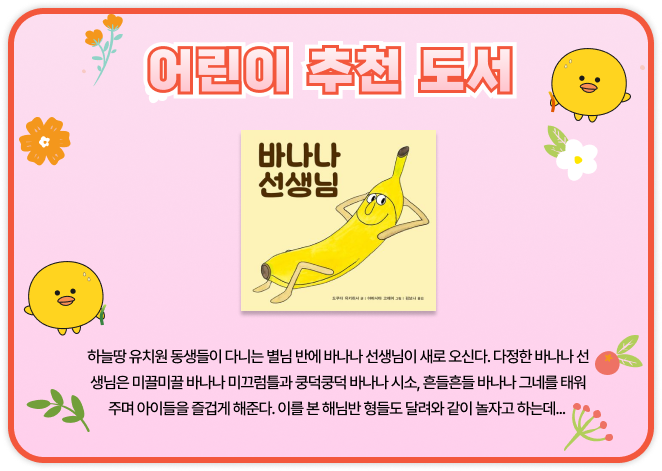 어린이 추천 도서
바나나
선생님
하늘땅 유치원 동생들이 다니는 별님 반에 바나나 선생님이 새로 오신다. 다정한 바나나 선
생님은 미끌미끌 바나나 미끄럼틀과 쿵덕쿵덕 바나나 시소, 흔들흔들 바나나 그네를 태워
주며 아이들을 즐겁게 해준다. 이를 본 해님반 형들도 달려와 같이 놀자고 하는데...